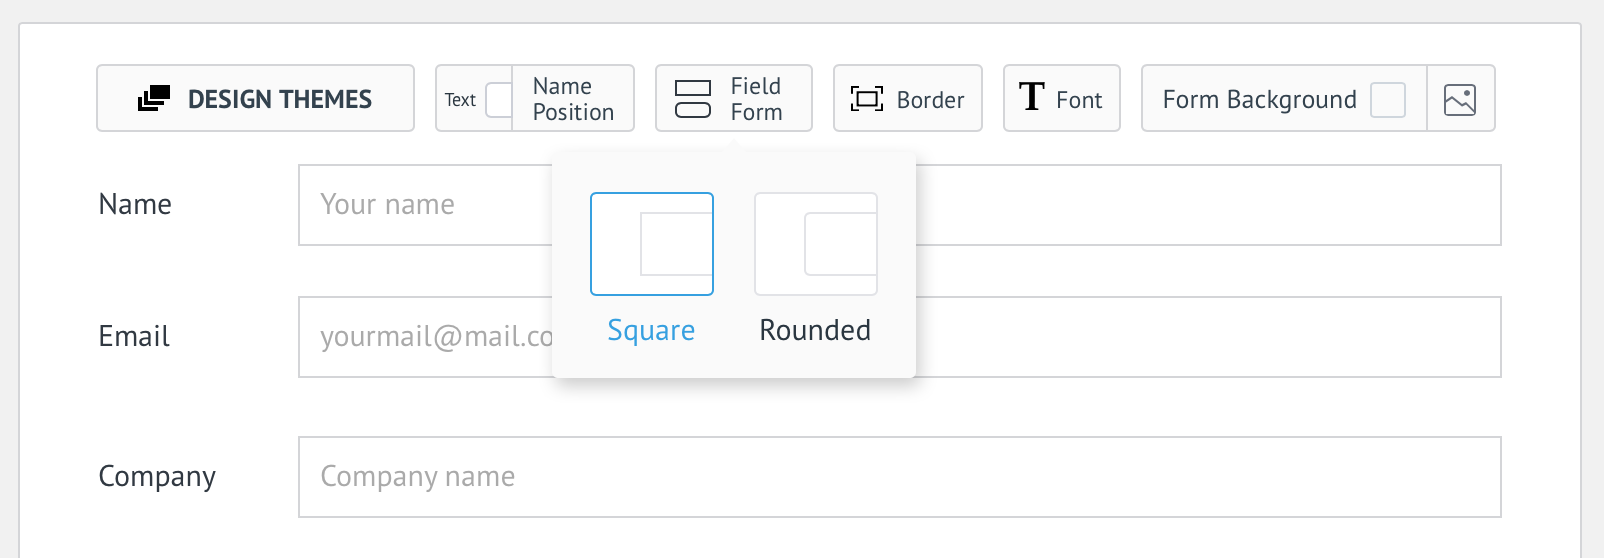 DESIGN THEMES
Text
Name
Position
Field
Form
Border
T Font
Form Background
Name
Your name
Square
Rounded
Email
yourmail@mail.co
Company
Company name